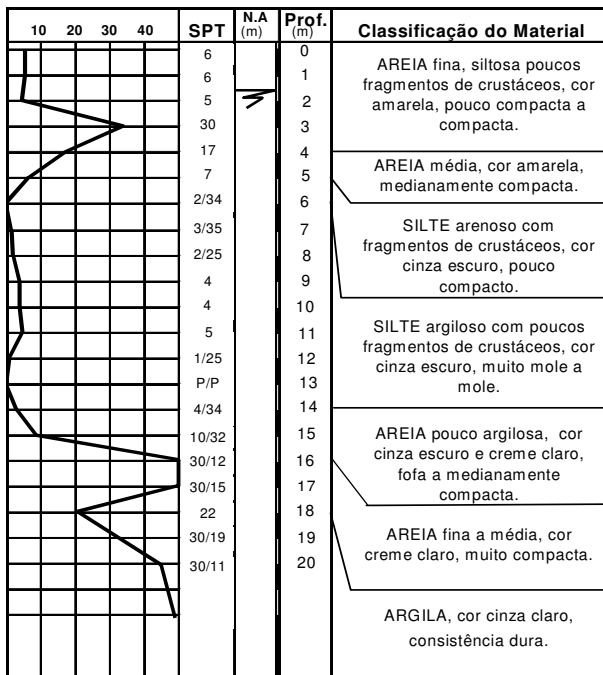 10 20 30 40 SPT N.A (m) Prof. (m) Classificação do Material
6 0
6 1
5 2
30 3
17 4
7 5
2/34 6
3/35 7
2/25 8
4 9
4 10
5 11
1/25 12
P/P 13
4/34 14
10/32 15
30/12 16
30/15 17
22 18
30/19 19
30/11 20
AREIA fina, siltosa poucos
fragmentos de crustáceos, cor
amarela, pouco compacta a
compacta.
AREIA média, cor amarela,
medianamente compacta.
SILTE arenoso com
fragmentos de crustáceos, cor
cinza escuro, pouco
compacto.
SILTE argiloso com poucos
fragmentos de crustáceos, cor
cinza escuro, muito mole a
mole.
AREIA pouco argilosa, cor
cinza escuro e creme claro,
fofa a medianamente
compacta.
AREIA fina a média, cor
creme claro, muito compacta.
ARGILA, cor cinza claro,
consistência dura.